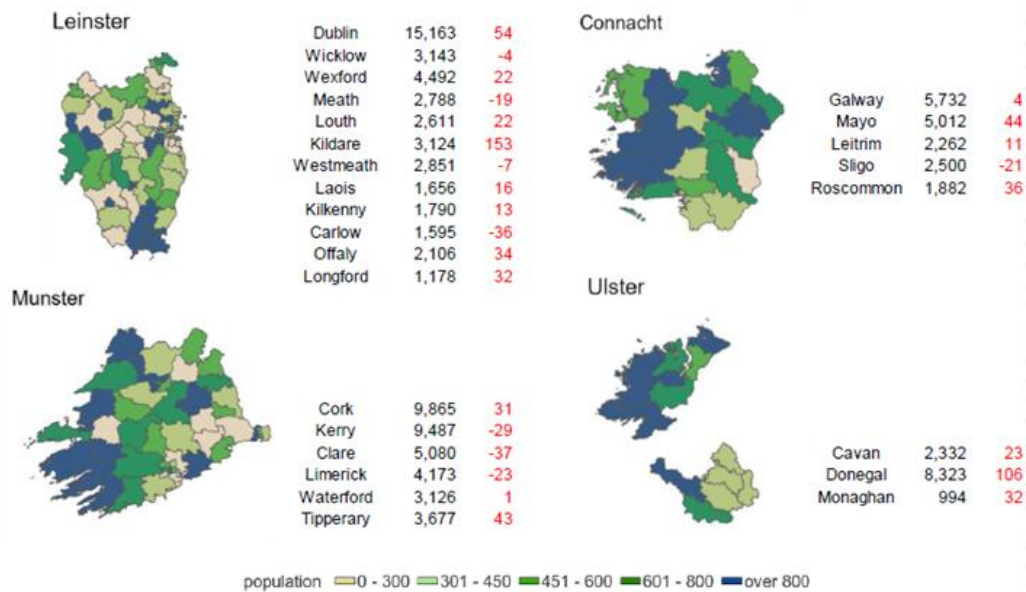 Leinster
Dublin 15,163 54
Wicklow 3,143 -4
Wexford 4,492 22
Meath 2,788 -19
Louth 2,611 22
Kildare 3,124 153
Westmeath 2,851 -7
Laois 1,656 16
Kilkenny 1,790 13
Carlow 1,595 -36
Offaly 2,106 34
Longford 1,178 32
Connacht
Galway 5,732 4
Mayo 5,012 44
Leitrim 2,262 11
Sligo 2,500 -21
Roscommon 1,882 36
Munster
Cork 9,865 31
Kerry 9,487 -29
Clare 5,080 -37
Limerick 4,173 -23
Waterford 3,126 1
Tipperary 3,677 43
Ulster
Cavan 2,332 23
Donegal 8,323 106
Monaghan 994 32
population 0 - 300 301 - 450 451 - 600 601 - 800 over 800